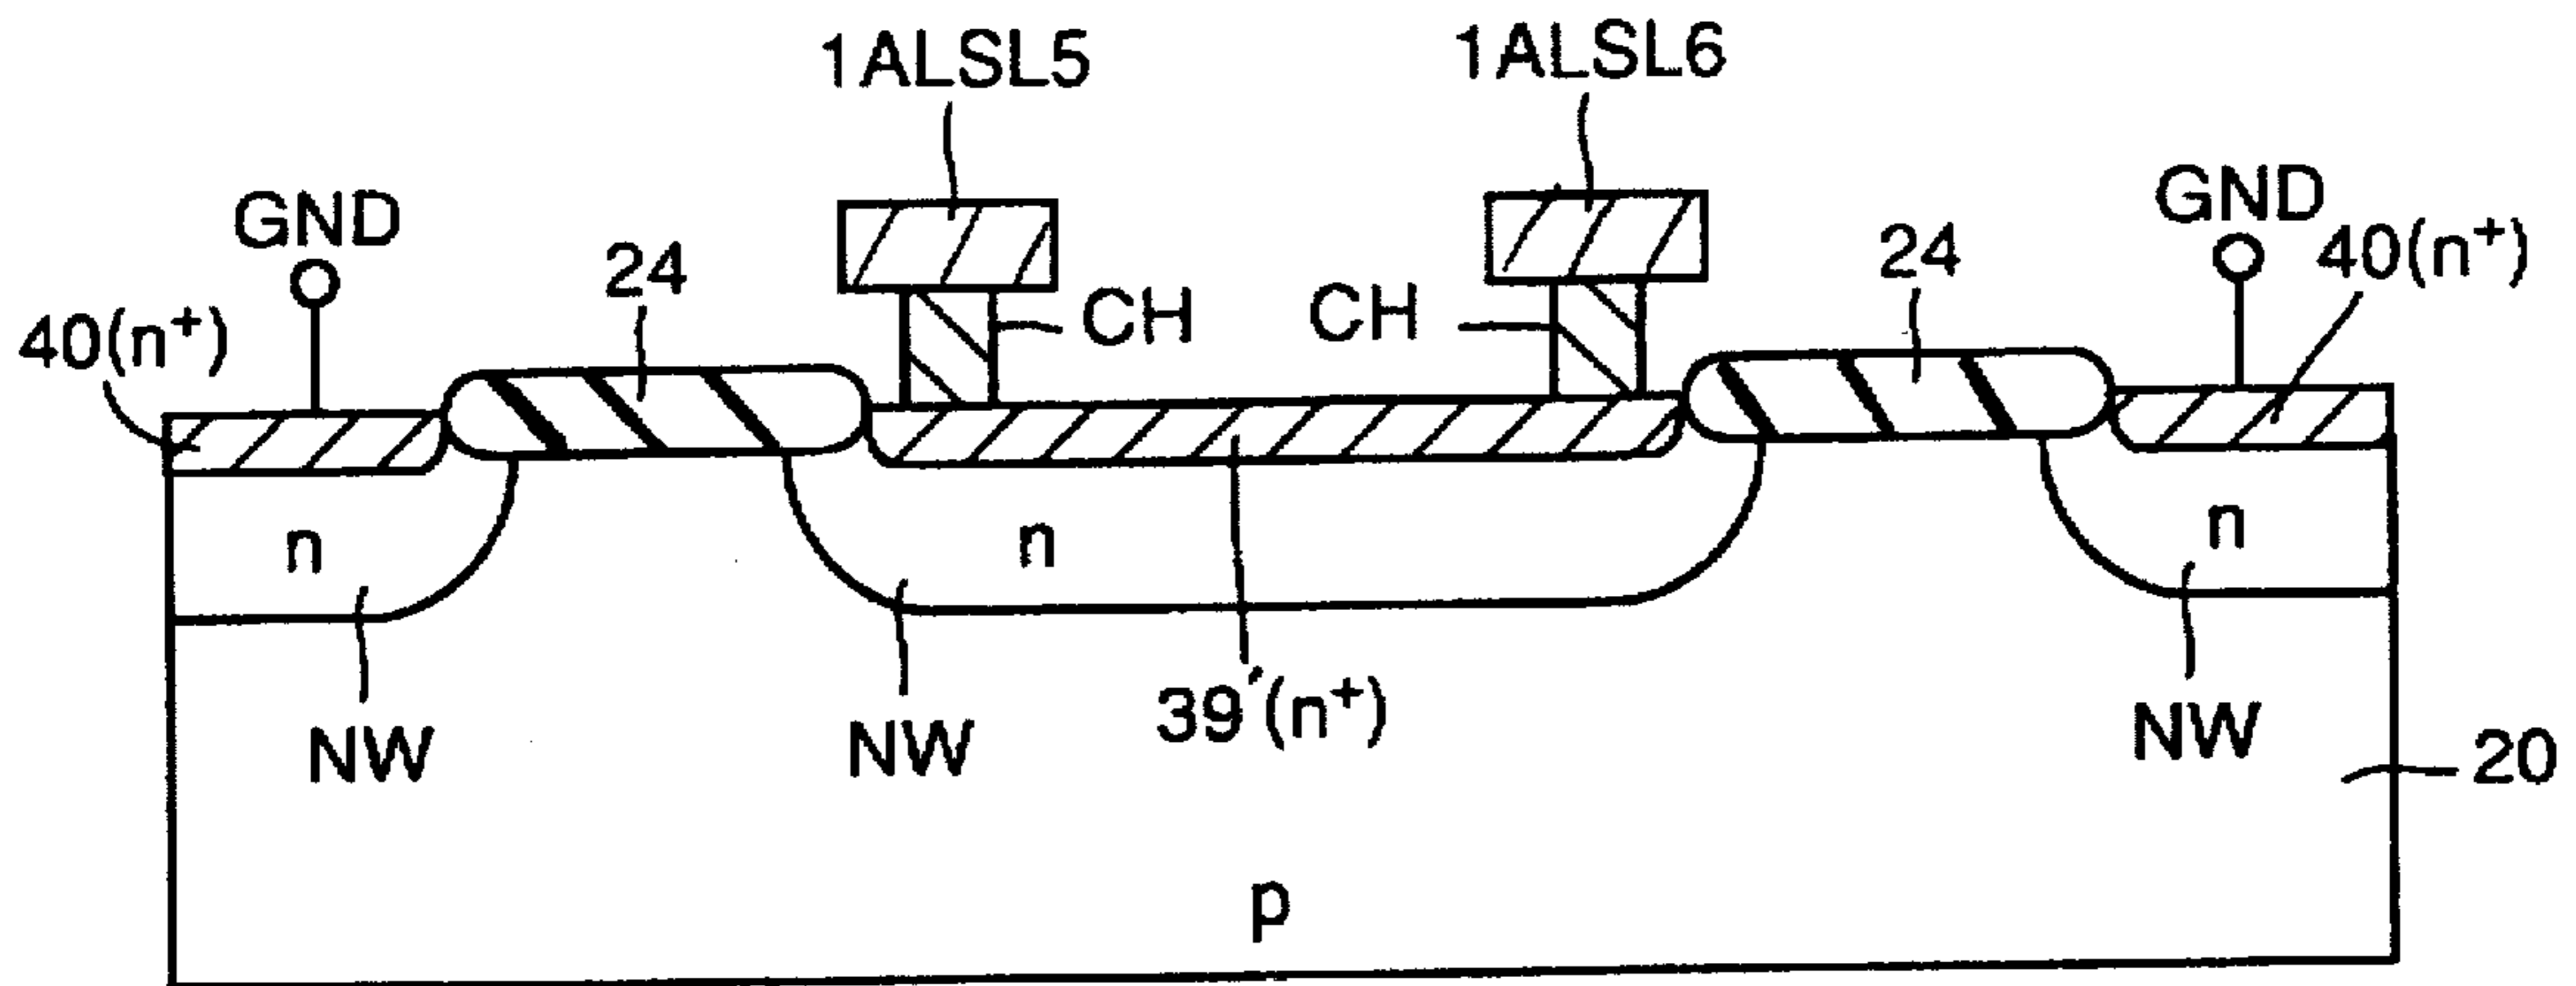 1ALSL5
1ALSL6
GND
GND
24
24
40(n+)
40(n+)
CH
CH
n
n
n
NW
NW
39'(n+)
NW
20
p